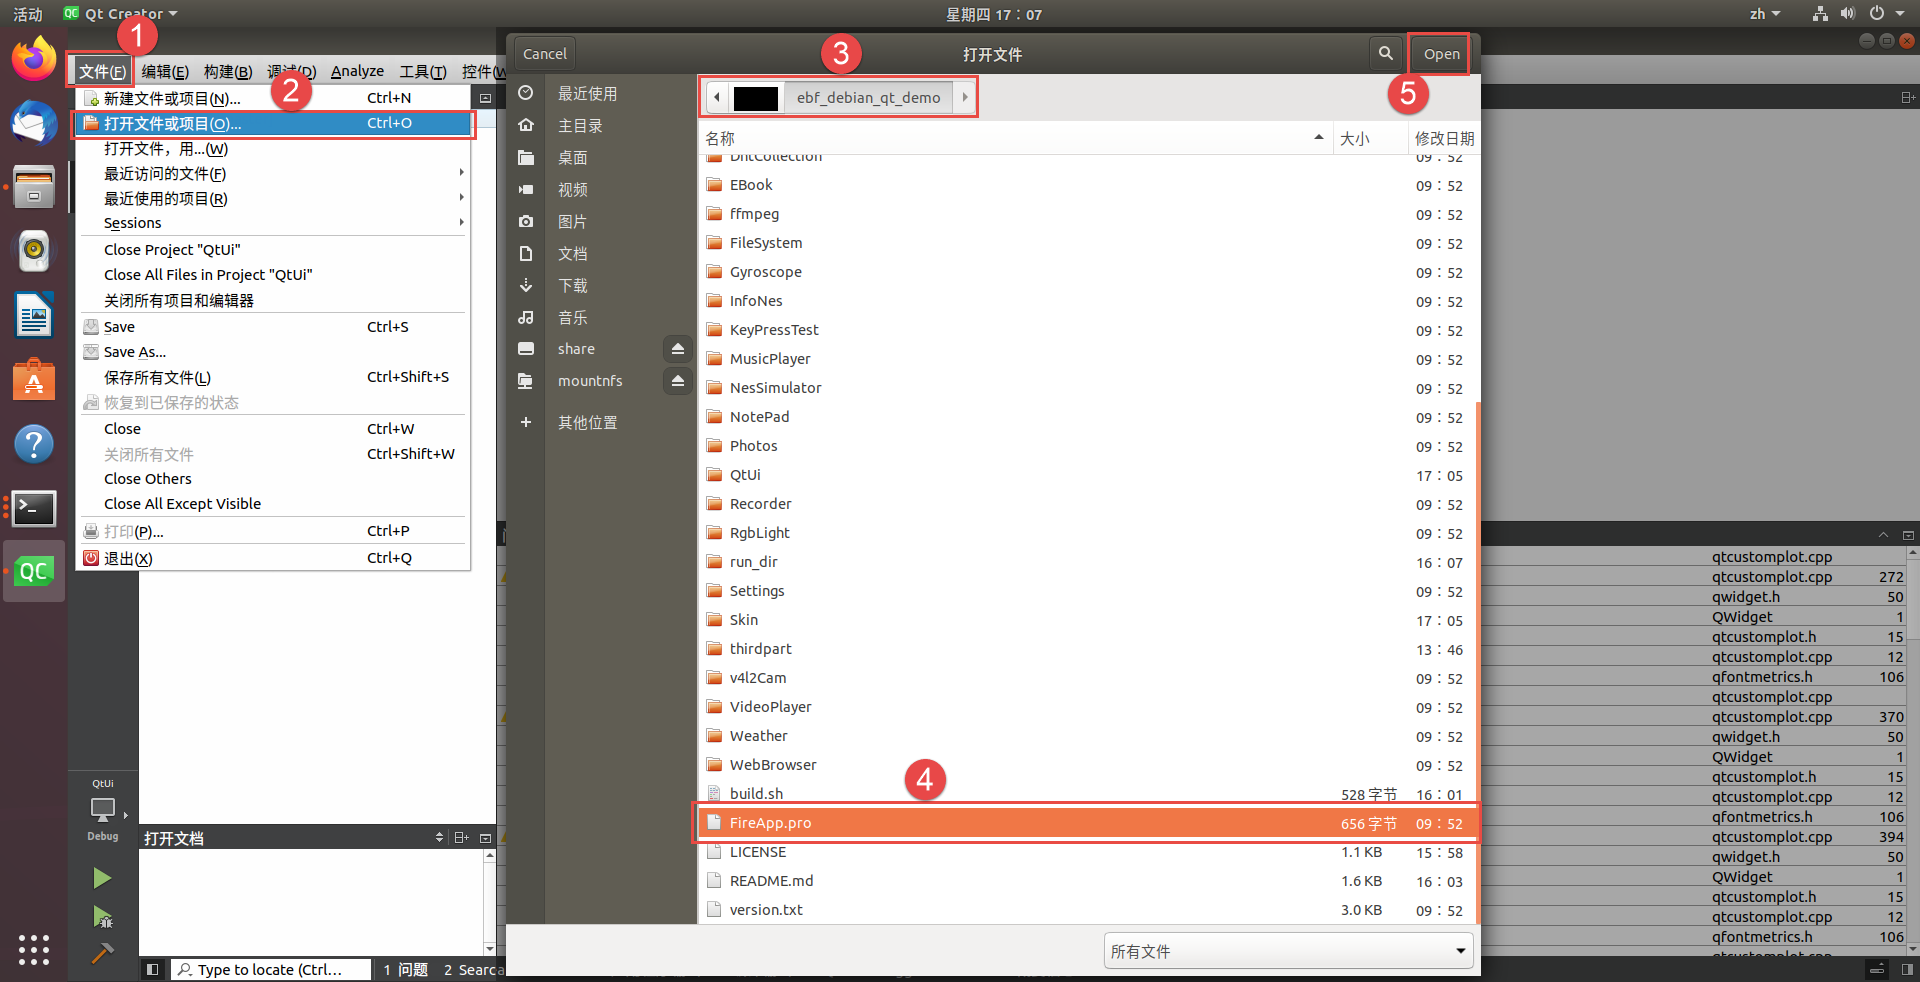 活动
Qt Creator
星期四 17：07
zh
1
文件(F)
编辑(E)
构建(B)
调试(D)
Analyze
工具(T)
控件(W
2
新建文件或项目(N)... Ctrl+N
打开文件或项目(O)... Ctrl+O
打开文件，用...(W)
最近访问的文件(F)
最近使用的项目(R)
Sessions
Close Project "QtUi"
Close All Files in Project "QtUi"
关闭所有项目和编辑器
Save Ctrl+S
Save As...
保存所有文件(L) Ctrl+Shift+S
恢复到已保存的状态
Close Ctrl+W
关闭所有文件 Ctrl+Shift+W
Close Others
Close All Except Visible
打印(P)... Ctrl+P
退出(X) Ctrl+Q
QC
QtUi
Debug
打开文档
Type to locate (Ctrl...
1 问题
2 Searc
Cancel
3
打开文件
Open
5
最近使用
主目录
桌面
视频
图片
文档
下载
音乐
share
mountnfs
其他位置
ebf_debian_qt_demo
名称 大小 修改日期
DntCollection 09：52
EBook 09：52
ffmpeg 09：52
FileSystem 09：52
Gyroscope 09：52
InfoNes 09：52
KeyPressTest 09：52
MusicPlayer 09：52
NesSimulator 09：52
NotePad 09：52
Photos 09：52
QtUi 17：05
Recorder 09：52
RgbLight 09：52
run_dir 16：07
Settings 09：52
Skin 17：05
thirdpart 13：46
v4l2Cam 09：52
VideoPlayer 09：52
Weather 09：52
WebBrowser 09：52
4
build.sh 528 字节 16：01
FireApp.pro 656 字节 09：52
LICENSE 1.1 KB 15：58
README.md 1.6 KB 16：03
version.txt 3.0 KB 09：52
所有文件
qtcustomplot.cpp
qtcustomplot.cpp 272
qwidget.h 50
QWidget 1
qtcustomplot.h 15
qtcustomplot.cpp 12
qfontmetrics.h 106
qtcustomplot.cpp
qtcustomplot.cpp 370
qwidget.h 50
QWidget 1
qtcustomplot.h 15
qtcustomplot.cpp 12
qfontmetrics.h 106
qtcustomplot.cpp 394
qwidget.h 50
QWidget 1
qtcustomplot.h 15
qtcustomplot.cpp 12
qfontmetrics.h 106